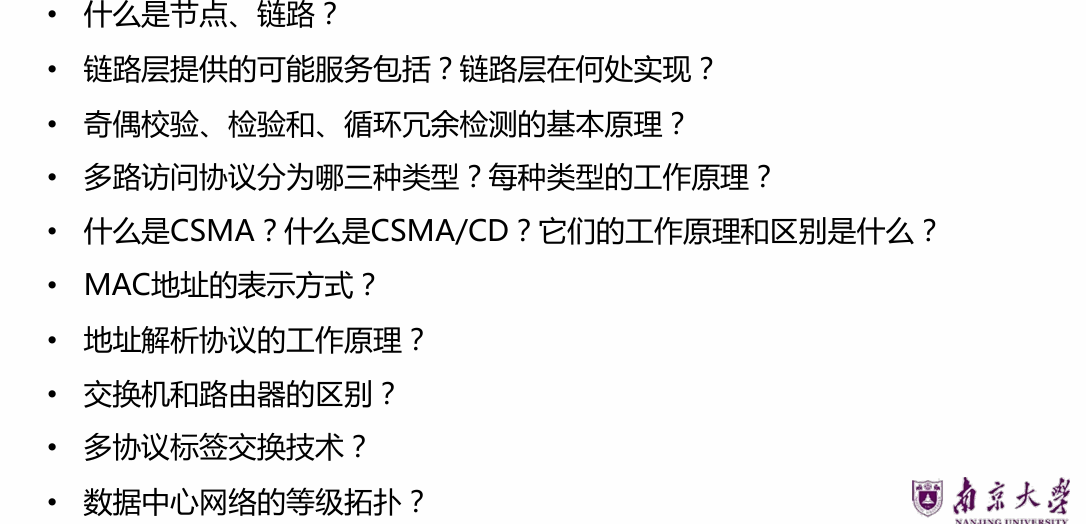 • 什么是节点、链路？
• 链路层提供的可能服务包括？链路层在何处实现？
• 奇偶校验、检验和、循环冗余检测的基本原理？
• 多路访问协议分为哪三种类型？每种类型的工作原理？
• 什么是CSMA？什么是CSMA/CD？它们的工作原理和区别是什么？
• MAC地址的表示方式？
• 地址解析协议的工作原理？
• 交换机和路由器的区别？
• 多协议标签交换技术？
• 数据中心网络的等级拓扑？
南京大学
NANJING UNIVERSITY